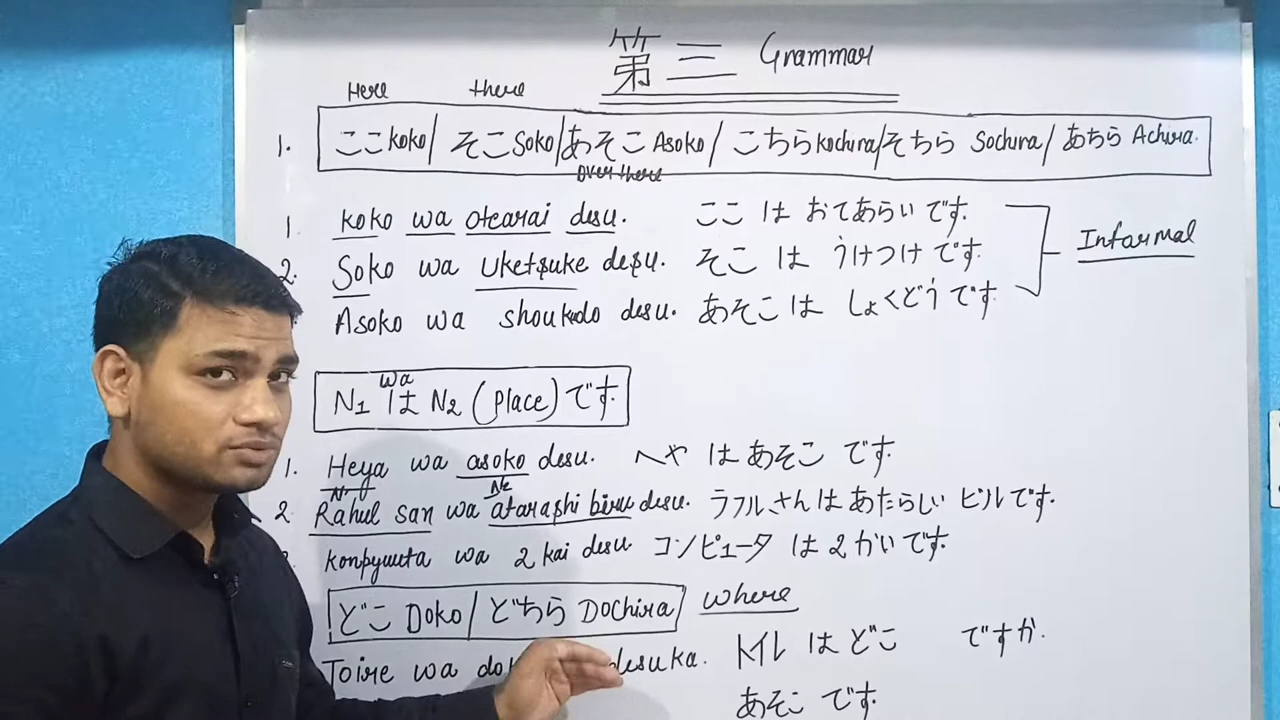 第三 Grammar
Here there
1. ここ koko/ そこ Soko/ あそこ Asoko / こちら kochira/ そちら Sochira/ あちら Achira.
Over there
1. koko wa otearai desu. ここ は おてあらい です.
2. Soko wa Uketsuke desu. そこ は うけつけ です.
Asoko wa shoukudo desu. あそこ は しょくどう です.
Informal
wa
N1 は N2 (Place) です.
1. Heya wa asoko desu. へや は あそこ です.
N1 N2
2. Rahul san wa atarashi biru desu. ラフルさん は あたらしい ビル です.
konpyuuta wa 2 kai desu コンピュータ は 2 かい です.
どこ Doko/ どちら DOchira/ where
Toire wa desuka. トイレ は どこ ですか.
あそこ です.